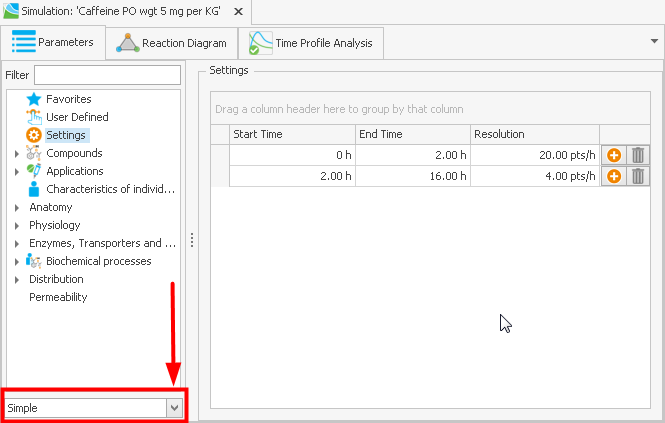 Simulation: 'Caffeine PO wgt 5 mg per KG'
Parameters
Reaction Diagram
Time Profile Analysis
Filter
Favorites
User Defined
Settings
Compounds
Applications
Characteristics of individ...
Anatomy
Physiology
Enzymes, Transporters and ...
Biochemical processes
Distribution
Permeability
Simple
Settings
Drag a column header here to group by that column
Start Time End Time Resolution
0 h 2.00 h 20.00 pts/h
2.00 h 16.00 h 4.00 pts/h